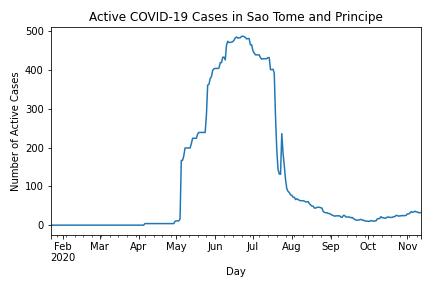 Active COVID-19 Cases in Sao Tome and Principe
500
400
300
200
100
0
Number of Active Cases
Feb Mar Apr May Jun Jul Aug Sep Oct Nov
2020
Day